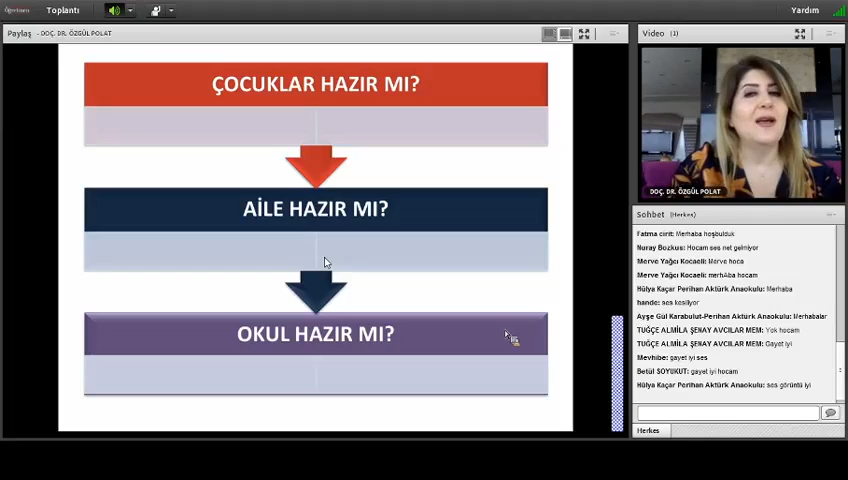 Öğretmen
Toplantı
Yardım
Paylaş - DOÇ. DR. ÖZGÜL POLAT
Video (1)
ÇOCUKLAR HAZIR MI?
AİLE HAZIR MI?
OKUL HAZIR MI?
DOÇ. DR. ÖZGÜL POLAT
Sohbet (Herkes)
Fatma cirit: Merhaba hoşbulduk
Nuray Bozkus: Hocam ses net gelmiyor
Merve Yağcı Kocaeli: Merve hoca
Merve Yağcı Kocaeli: merhAba hocam
Hülya Kaçar Perihan Aktürk Anaokulu: Merhaba
hande: ses kesiliyor
Ayşe Gül Karabulut-Perihan Aktürk Anaokulu: Merhabalar
TUĞÇE ALMİLA ŞENAY AVCILAR MEM: Yok hocam
TUĞÇE ALMİLA ŞENAY AVCILAR MEM: Gayet iyi
Mevhibe: gayet iyi ses
Betül SOYUKUT: gayet iyi hocam
Hülya Kaçar Perihan Aktürk Anaokulu: ses görüntü iyi
Herkes